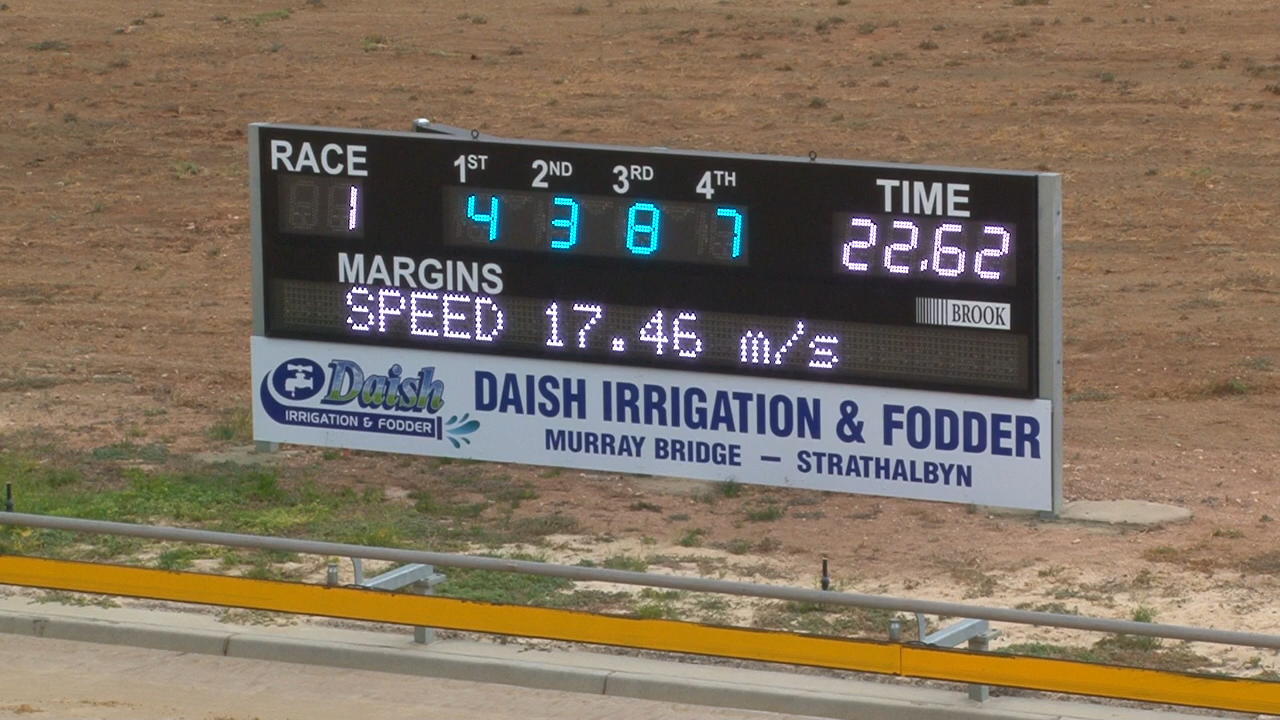 RACE 1ST 2ND 3RD 4TH TIME
1 4 3 8 7 22.62
MARGINS
BROOK
SPEED 17.46 m/s
Daish
IRRIGATION & FODDER
DAISH IRRIGATION & FODDER
MURRAY BRIDGE – STRATHALBYN